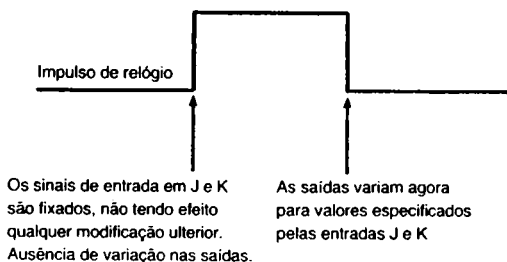 Impulso de relógio
Os sinais de entrada em J e K
são fixados, não tendo efeito
qualquer modificação ulterior.
Ausência de variação nas saídas.
As saídas variam agora
para valores especificados
pelas entradas J e K